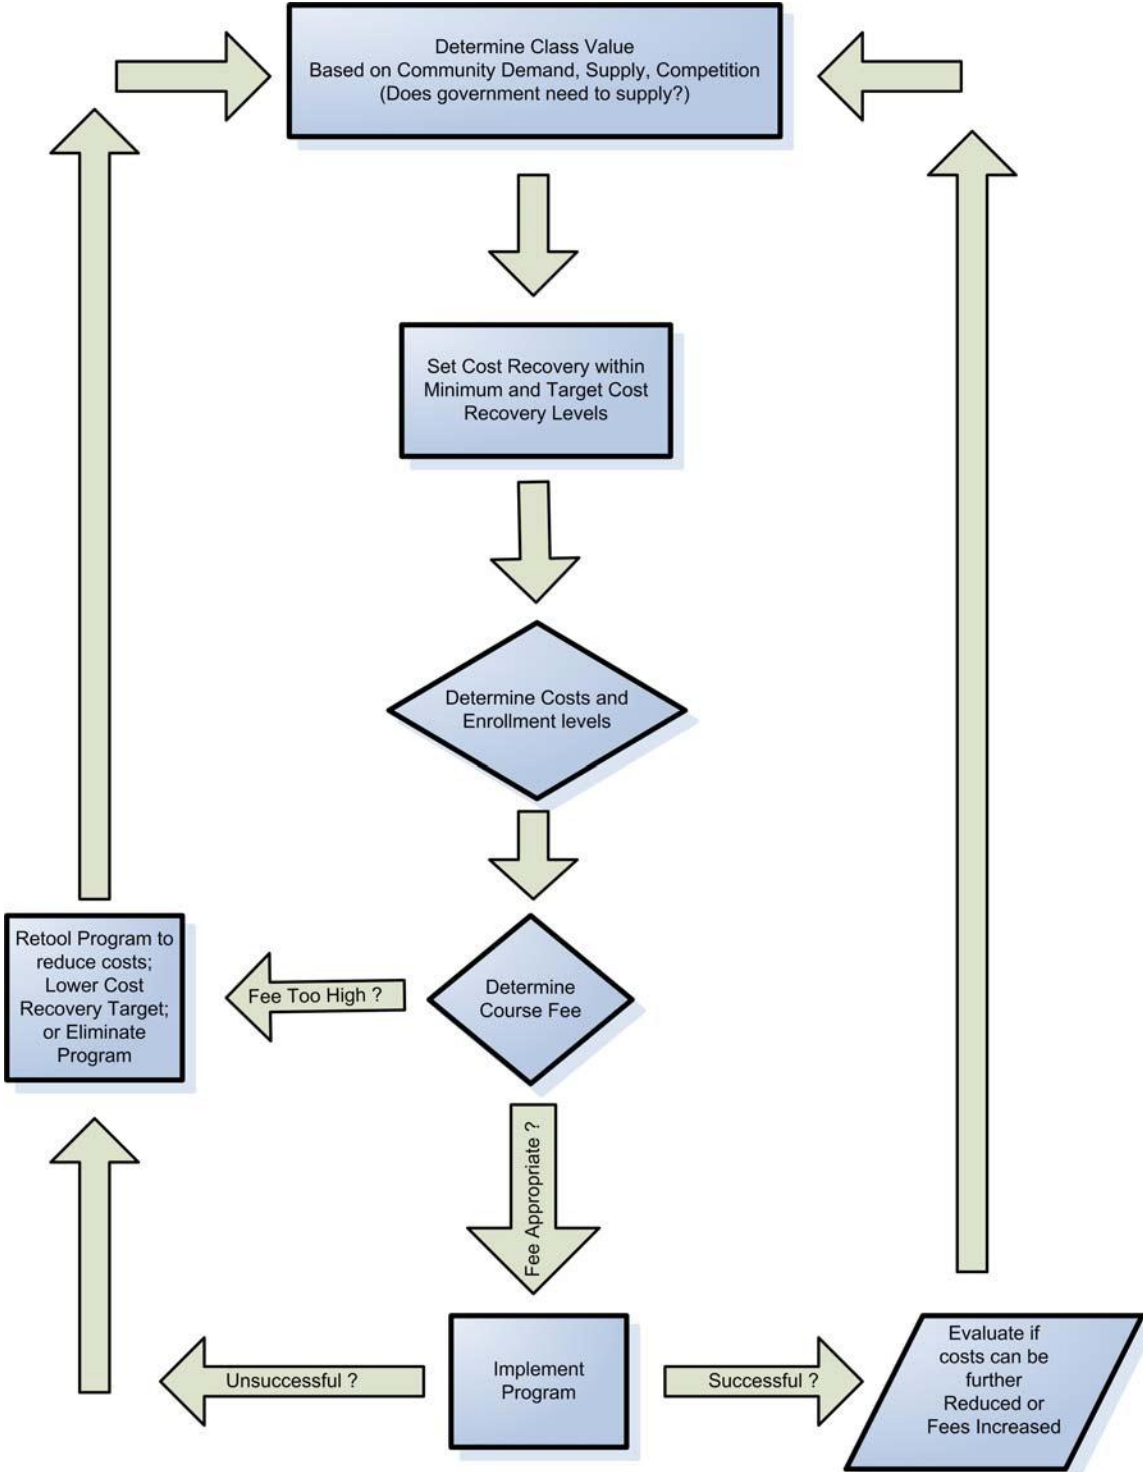 Determine Class Value
Based on Community Demand, Supply, Competition
(Does government need to supply?)
Set Cost Recovery within
Minimum and Target Cost
Recovery Levels
Determine Costs and
Enrollment levels
Retool Program to
reduce costs;
Lower Cost
Recovery Target;
or Eliminate
Program
Fee Too High ?
Determine
Course Fee
Fee Appropriate ?
Unsuccessful ?
Implement
Program
Successful ?
Evaluate if
costs can be
further
Reduced or
Fees Increased